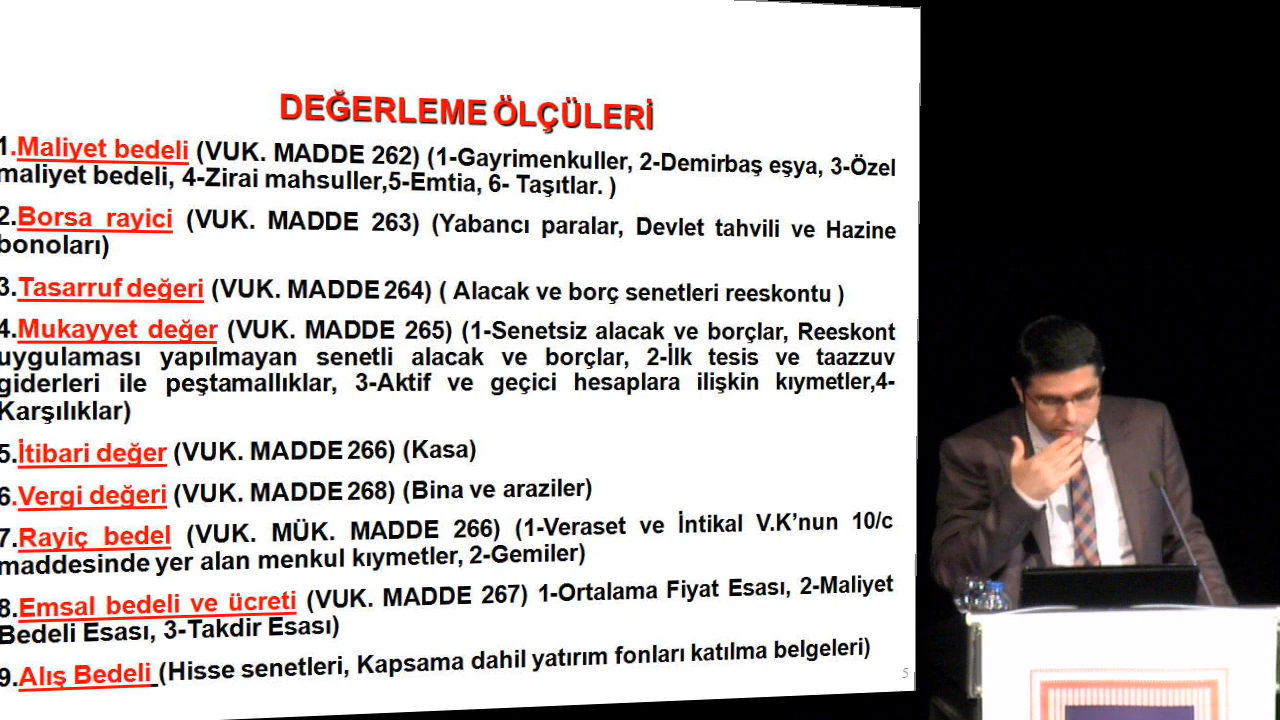 DEĞERLEME ÖLÇÜLERİ
1.Maliyet bedeli (VUK. MADDE 262) (1-Gayrimenkuller, 2-Demirbaş eşya, 3-Özel
maliyet bedeli, 4-Zirai mahsuller,5-Emtia, 6- Taşıtlar. )
2.Borsa rayici (VUK. MADDE 263) (Yabancı paralar, Devlet tahvili ve Hazine
bonoları)
3.Tasarruf değeri (VUK. MADDE 264) ( Alacak ve borç senetleri reeskontu )
4.Mukayyet değer (VUK. MADDE 265) (1-Senetsiz alacak ve borçlar, Reeskont
uygulaması yapılmayan senetli alacak ve borçlar, 2-İlk tesis ve taazzuv
giderleri ile peştamallıklar, 3-Aktif ve geçici hesaplara ilişkin kıymetler,4-
Karşılıklar)
5.İtibari değer (VUK. MADDE 266) (Kasa)
6.Vergi değeri (VUK. MADDE 268) (Bina ve araziler)
7.Rayiç bedel (VUK. MÜK. MADDE 266) (1-Veraset ve İntikal V.K’nun 10/c
maddesinde yer alan menkul kıymetler, 2-Gemiler)
8.Emsal bedeli ve ücreti (VUK. MADDE 267) 1-Ortalama Fiyat Esası, 2-Maliyet
Bedeli Esası, 3-Takdir Esası)
9.Alış Bedeli (Hisse senetleri, Kapsama dahil yatırım fonları katılma belgeleri)
5